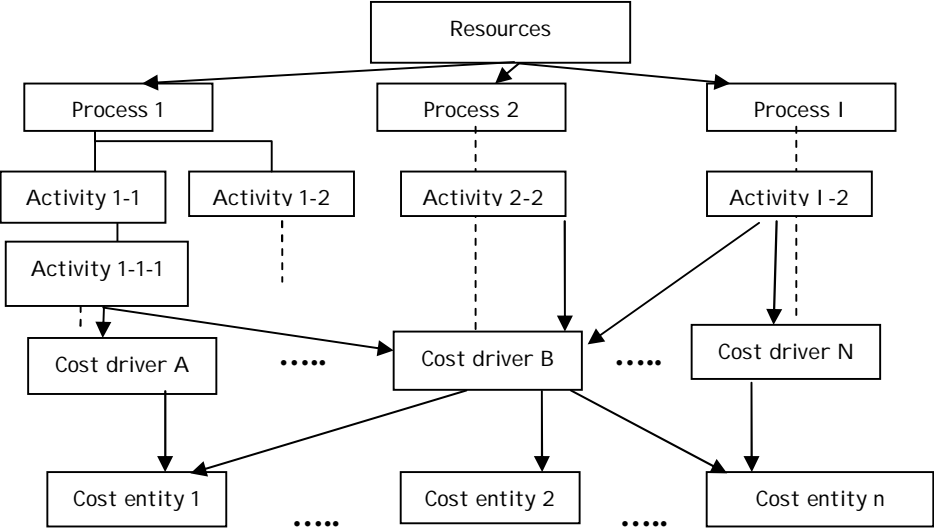 Resources
Process 1
Process 2
Process I
Activity 1-1
Activity 1-2
Activity 2-2
Activity I-2
Activity 1-1-1
Cost driver A
.....
Cost driver B
.....
Cost driver N
Cost entity 1
.....
Cost entity 2
.....
Cost entity n